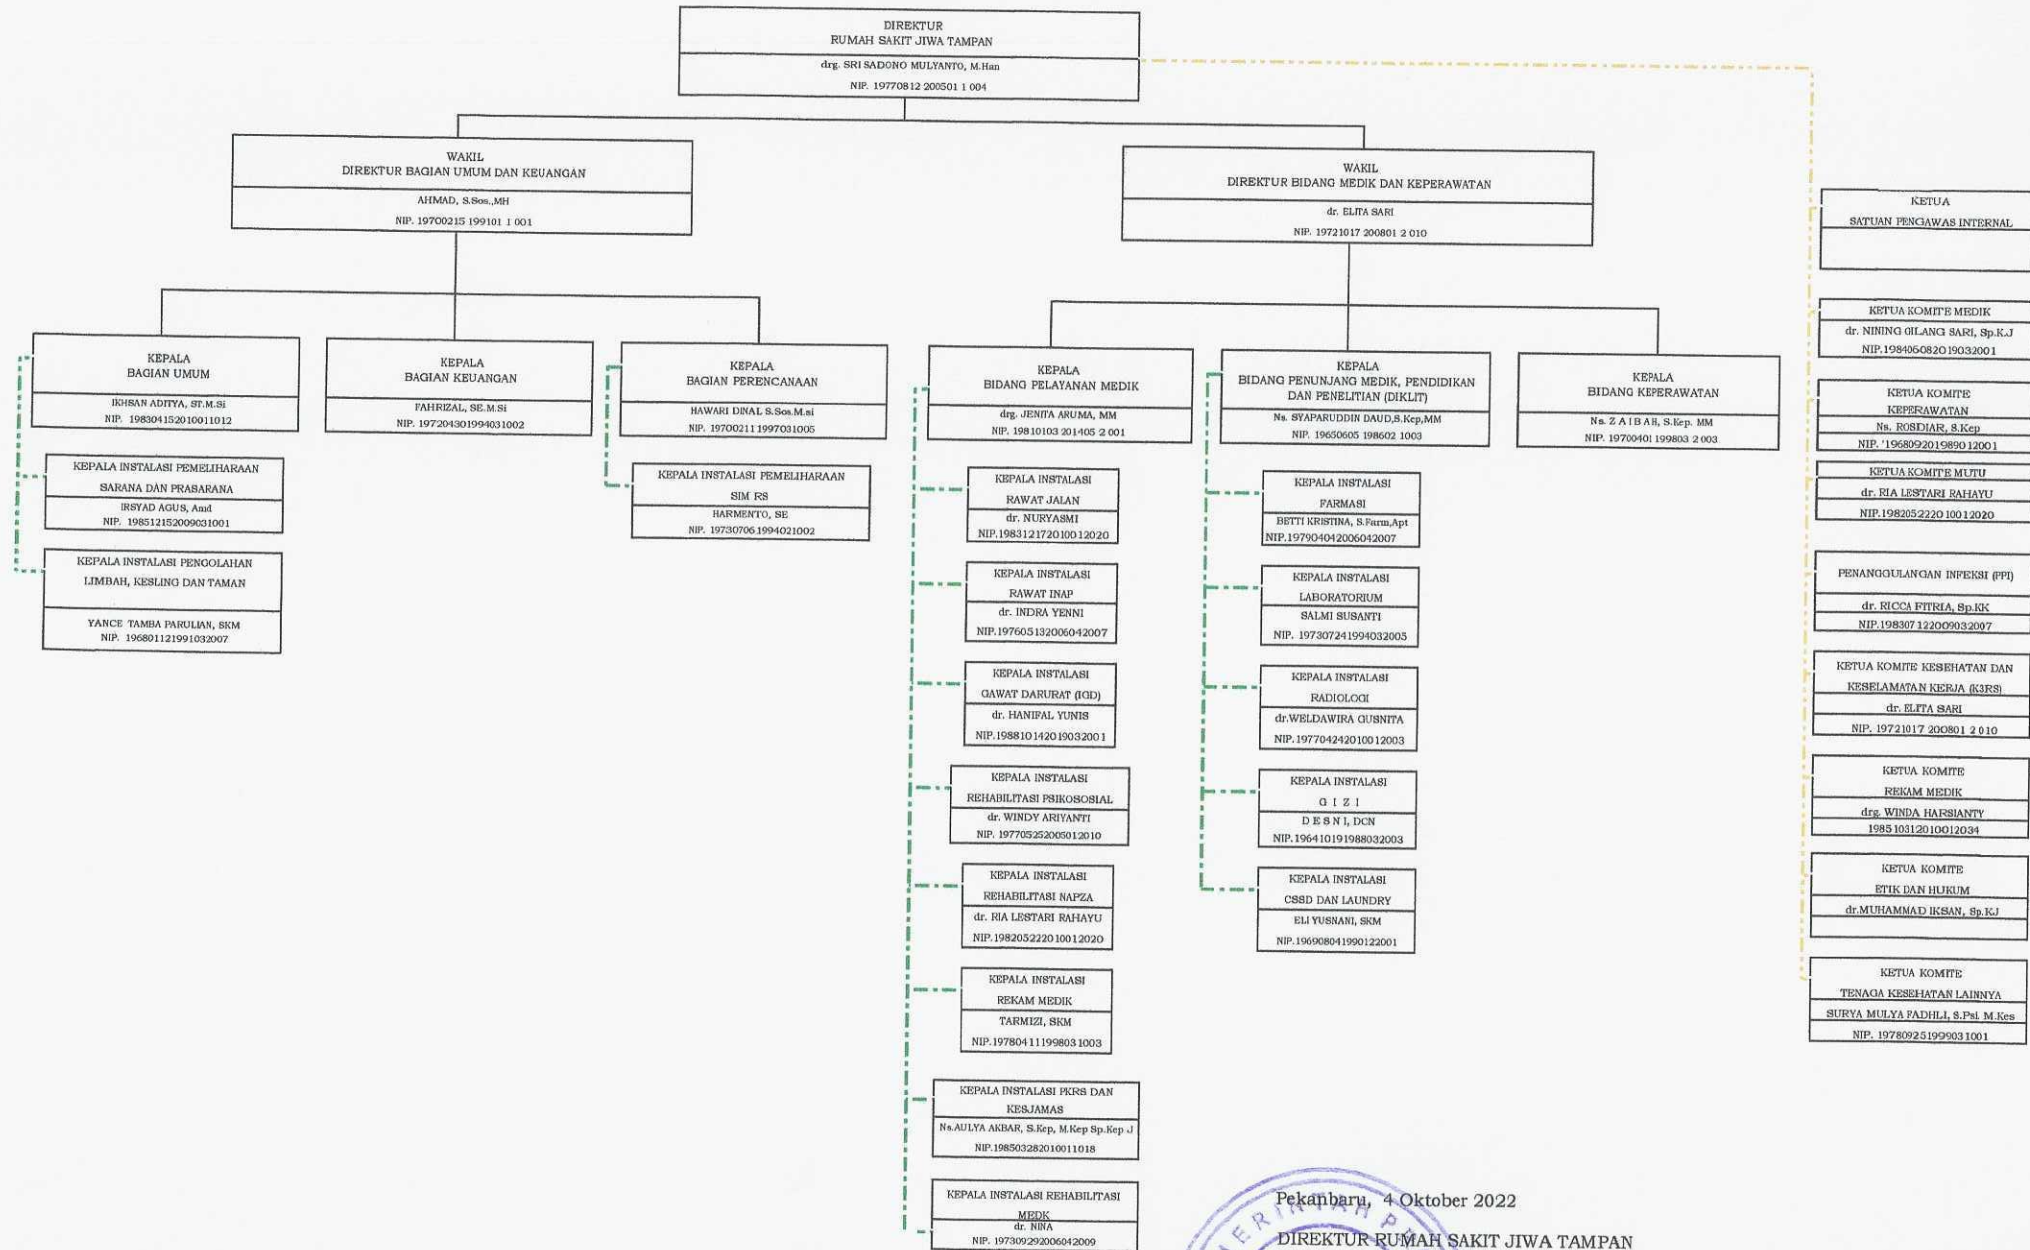 DIREKTUR
RUMAH SAKIT JIWA TAMPAN
drg. SRI SADONO MULYANTO, M.Han
NIP. 19770812 200501 1 004
WAKIL
DIREKTUR BAGIAN UMUM DAN KEUANGAN
AHMAD, S.Sos.,MH
NIP. 19700215 199101 1 001
WAKIL
DIREKTUR BIDANG MEDIK DAN KEPERAWATAN
dr. ELITA SARI
NIP. 19721017 200801 2 010
KEPALA
BAGIAN UMUM
IKHSAN ADITYA, ST.M.Si
NIP. 198304152010011012
KEPALA INSTALASI PEMELIHARAAN
SARANA DAN PRASARANA
IRSYAD AGUS, Amd
NIP. 198512152009031001
KEPALA INSTALASI PENGOLAHAN
LIMBAH, KESLING DAN TAMAN
YANCE TAMBA PARULIAN, SKM
NIP. 196801121991032007
KEPALA
BAGIAN KEUANGAN
FAHRIZAL, SE.M.Si
NIP. 197204301994031002
KEPALA
BAGIAN PERENCANAAN
HAWARI DINAL S.Sos.M.si
NIP. 197002111997031005
KEPALA INSTALASI PEMELIHARAAN
SIM RS
HARMENTO, SE
NIP. 197307061994021002
KEPALA
BIDANG PELAYANAN MEDIK
drg. JENITA ARUMA, MM
NIP. 19810103 201405 2 001
KEPALA INSTALASI
RAWAT JALAN
dr. NURYASMI
NIP.198312172010012020
KEPALA INSTALASI
RAWAT INAP
dr. INDRA YENNI
NIP.197605132006042007
KEPALA INSTALASI
GAWAT DARURAT (IGD)
dr. HANIFAL YUNIS
NIP.198810142019032001
KEPALA INSTALASI
REHABILITASI PSIKOSOSIAL
dr. WINDY ARIYANTI
NIP. 197705252005012010
KEPALA INSTALASI
REHABILITASI NAPZA
dr. RIA LESTARI RAHAYU
NIP.198205222010012020
KEPALA INSTALASI
REKAM MEDIK
TARMIZI, SKM
NIP.197804111998031003
KEPALA INSTALASI PKRS DAN
KESJAMAS
Ns.AULYA AKBAR, S.Kep, M.Kep Sp.Kep J
NIP.198503282010011018
KEPALA INSTALASI REHABILITASI
MEDK
dr. NINA
NIP. 197309292006042009
KEPALA
BIDANG PENUNJANG MEDIK, PENDIDIKAN
DAN PENELITIAN (DIKLIT)
Ns. SYAPARUDDIN DAUD,S.Kep,MM
NIP. 19650605 198602 1003
KEPALA INSTALASI
FARMASI
BETTI KRISTINA, S.Farm,Apt
NIP.197904042006042007
KEPALA INSTALASI
LABORATORIUM
SALMI SUSANTI
NIP. 197307241994032005
KEPALA INSTALASI
RADIOLOGI
dr.WELDAWIRA GUSNITA
NIP.197704242010012003
KEPALA INSTALASI
G I Z I
D E S N I, DCN
NIP.196410191988032003
KEPALA INSTALASI
CSSD DAN LAUNDRY
ELI YUSNANI, SKM
NIP.196908041990122001
KEPALA
BIDANG KEPERAWATAN
Ns. Z A I B A H, S.Kep. MM
NIP. 19700401 199803 2 003
KETUA
SATUAN PENGAWAS INTERNAL
KETUA KOMITE MEDIK
dr. NINING GILANG SARI, Sp.K.J
NIP.198406082019032001
KETUA KOMITE
KEPERAWATAN
Ns. ROSDIAR, S.Kep
NIP. '196809201989012001
KETUA KOMITE MUTU
dr. RIA LESTARI RAHAYU
NIP.198205222010012020
PENANGGULANGAN INFEKSI (PPI)
dr. RICCA FITRIA, Sp.KK
NIP.198307122009032007
KETUA KOMITE KESEHATAN DAN
KESELAMATAN KERJA (K3RS)
dr. ELITA SARI
NIP. 19721017 200801 2 010
KETUA KOMITE
REKAM MEDIK
drg. WINDA HARSIANTY
198510312010012034
KETUA KOMITE
ETIK DAN HUKUM
dr.MUHAMMAD IKSAN, Sp.KJ
KETUA KOMITE
TENAGA KESEHATAN LAINNYA
SURYA MULYA FADHLI, S.Psi. M.Kes
NIP. 197809251999031001
Pekanbaru, 4 Oktober 2022
DIREKTUR RUMAH SAKIT JIWA TAMPAN